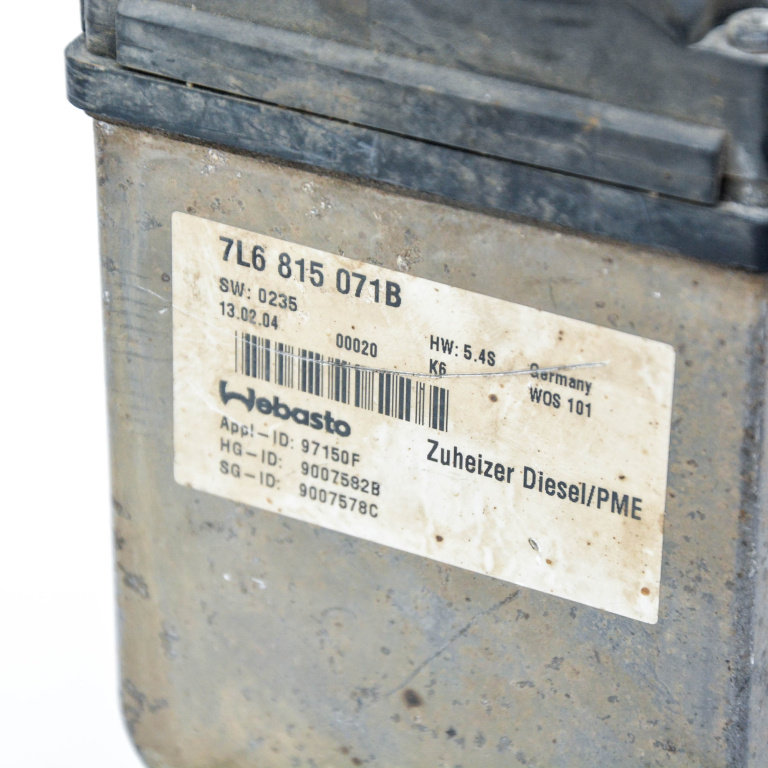 7L6 815 071B
SW: 0235
13.02.04
00020 HW: 5.4S
K6 Germany
WOS 101
Webasto
Appl-ID: 97150F
HG-ID: 9007582B
SG-ID: 9007578C
Zuheizer Diesel/PME